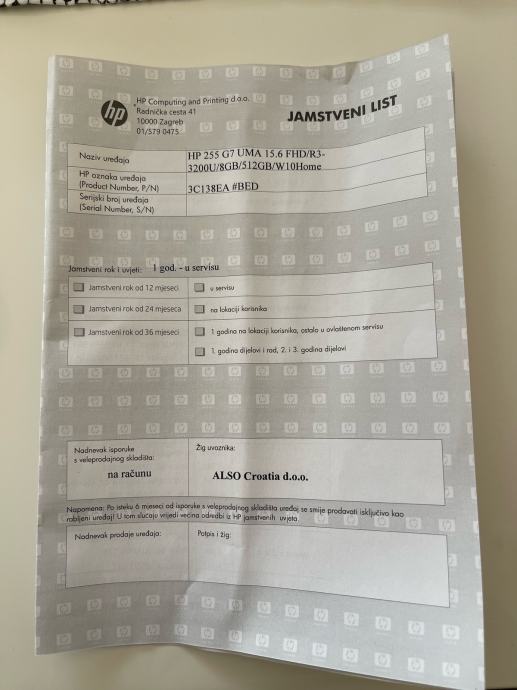 hp
HP Computing and Printing d.o.o.
Radnička cesta 41
10000 Zagreb
01/579 0475
JAMSTVENI LIST
Naziv uređaja
HP 255 G7 UMA 15.6 FHD/R3-
3200U/8GB/512GB/W10Home
HP oznaka uređaja
(Product Number, P/N)
3C138EA #BED
Serijski broj uređaja
(Serial Number, S/N)
Jamstveni rok i uvjeti: 1 god. - u servisu
Jamstveni rok od 12 mjeseci
u servisu
Jamstveni rok od 24 mjeseca
na lokaciji korisnika
Jamstveni rok od 36 mjeseci
1 godina na lokaciji korisnika, ostalo u ovlaštenom servisu
1. godina dijelovi i rad, 2. i 3. godina dijelovi
Nadnevak isporuke
s veleprodajnog skladišta:
na računu
Žig uvoznika:
ALSO Croatia d.o.o.
Napomena: Po isteku 6 mjeseci od isporuke s veleprodajnog skladišta uređaj se smije prodavati isključivo kao
rabljeni uređaj! U tom slučaju vrijedi većina odredbi iz HP jamstvenih uvjeta.
Nadnevak prodaje uređaja:
Potpis i žig: